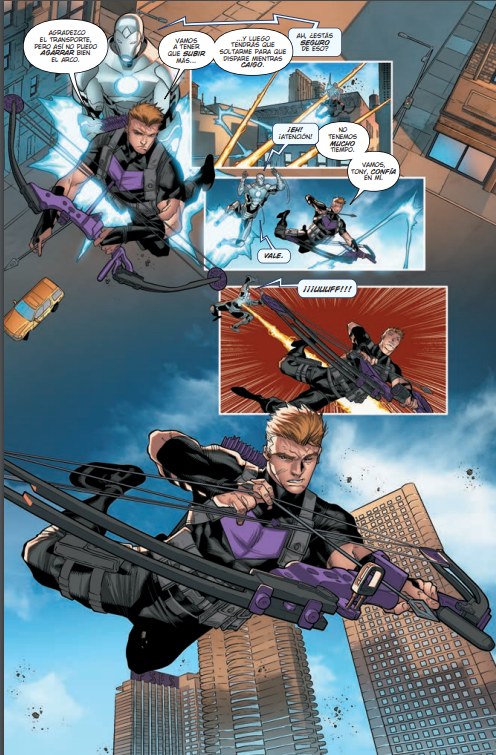 AGRADEZCO
EL TRANSPORTE,
PERO ASÍ NO PUEDO
AGARRAR BIEN
EL ARCO.
VAMOS
A TENER
QUE SUBIR
MÁS...
...Y LUEGO
TENDRÁS QUE
SOLTARME PARA QUE
DISPARE MIENTRAS
CAIGO.
AH, ¿ESTÁS
SEGURO
DE ESO?
¡EH!
¡ATENCIÓN!
NO
TENEMOS
MUCHO
TIEMPO.
VAMOS,
TONY, CONFÍA
EN MÍ.
VALE.
¡¡¡UUUFF!!!